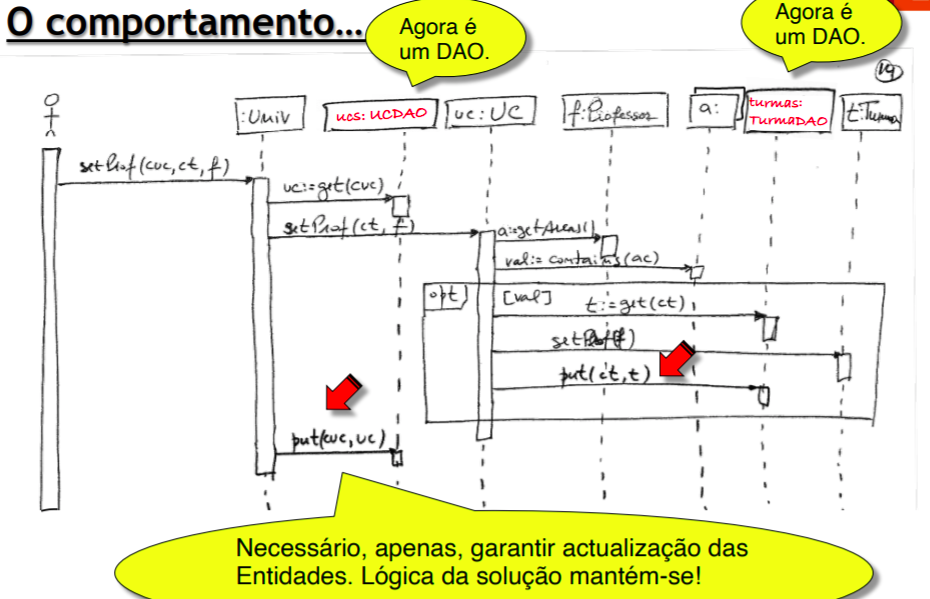 O comportamento...
Agora é
um DAO.
Agora é
um DAO.
19
:Univ
ucs: UCDAO
uc: UC
f: Professor
a:
turmas:
TurmaDAO
t: Turma
setProf(cuc, ct, f)
uc:=get(cuc)
setProf(ct, f)
a:=getAreas()
val:= contains(ac)
opt
[val]
t:=get(ct)
put(ct, t)
put(cuc, uc)
Necessário, apenas, garantir actualização das
Entidades. Lógica da solução mantém-se!